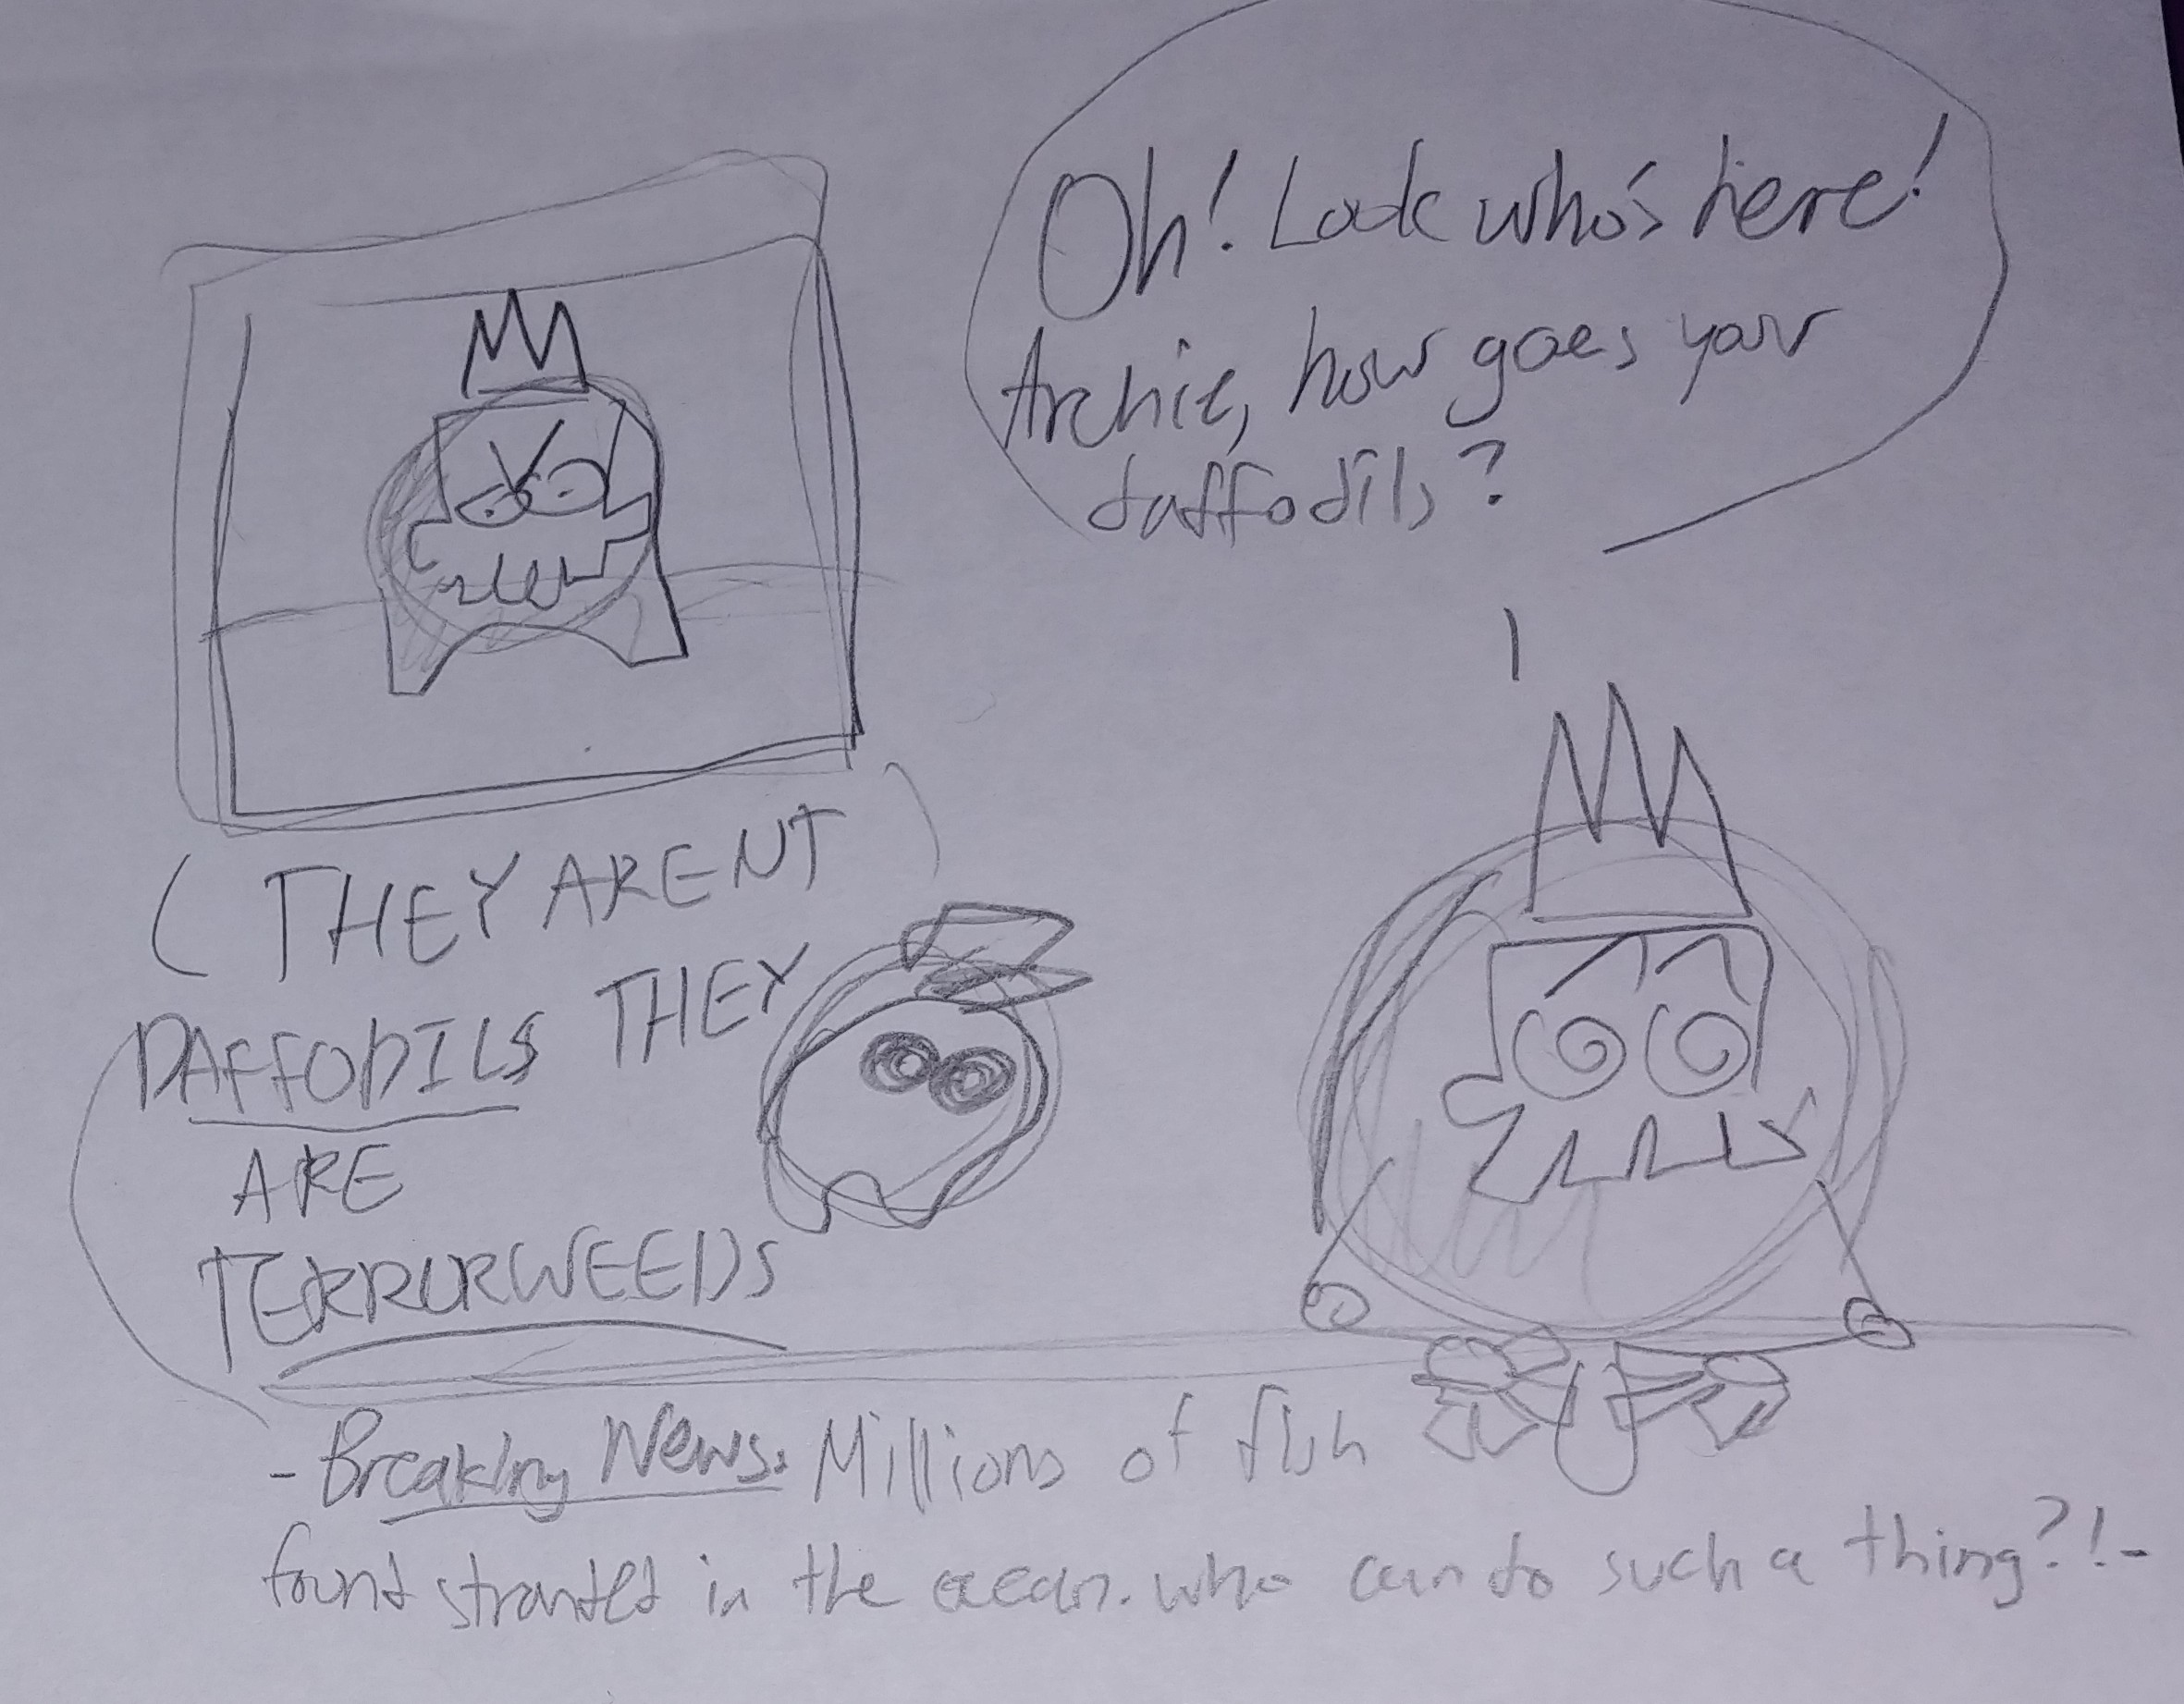 Oh! Look who's here!
Archie, how goes your
daffodils?
THEY ARENT
DAFFODILS THEY
ARE
TERRORWEEDS
- Breaking News: Millions of fish
found stranted in the ocean. who can do such a thing?! -